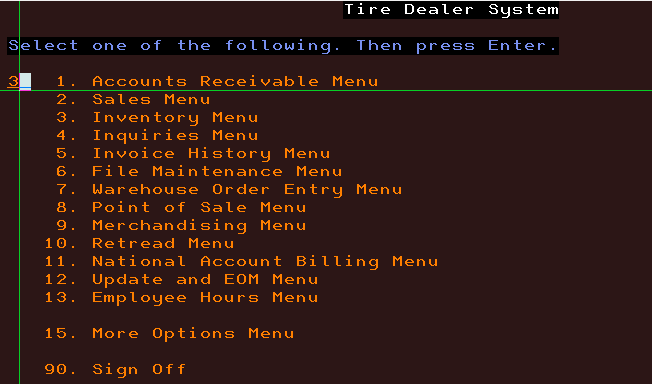 Tire Dealer System
Select one of the following. Then press Enter.
3 1. Accounts Receivable Menu
2. Sales Menu
3. Inventory Menu
4. Inquiries Menu
5. Invoice History Menu
6. File Maintenance Menu
7. Warehouse Order Entry Menu
8. Point of Sale Menu
9. Merchandising Menu
10. Retread Menu
11. National Account Billing Menu
12. Update and EOM Menu
13. Employee Hours Menu
15. More Options Menu
90. Sign Off